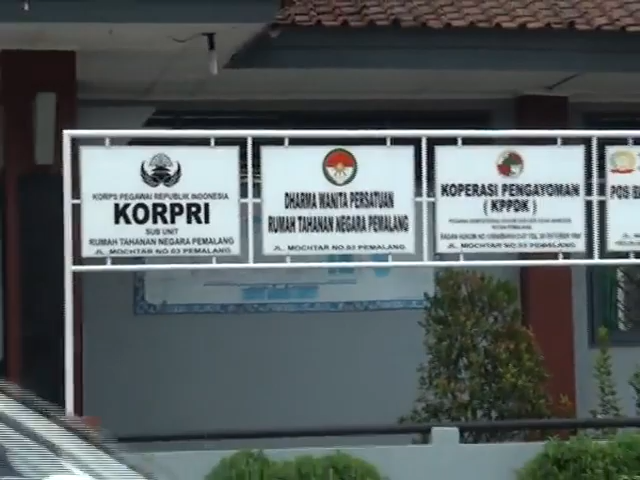 KORPS PEGAWAI REPUBLIK INDONESIA
KORPRI
SUB UNIT
RUMAH TAHANAN NEGARA PEMALANG
JL. MOCHTAR NO.03 PEMALANG
DHARMA WANITA PERSATUAN
RUMAH TAHANAN NEGARA PEMALANG
JL. MOCHTAR NO.03 PEMALANG
KOPERASI PENGAYOMAN
( KPPDK )
JL. MOCHTAR NO.03 PEMALANG
POS